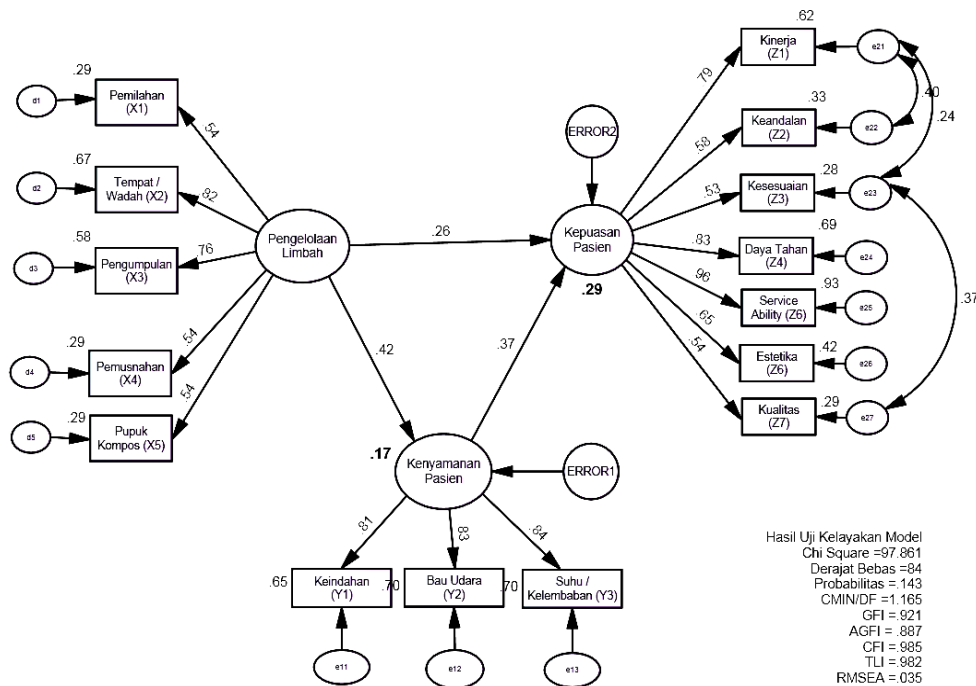 .62
Kinerja
(Z1)
e21
.29
d1
Pemilahan
(X1)
.79
.40
.24
.33
Keandalan
(Z2)
e22
ERROR2
.54
.58
.67
d2
Tempat /
Wadah (X2)
.82
.28
Kesesuaian
(Z3)
e23
.53
.58
d3
Pengumpulan
(X3)
.76
Pengelolaan
Limbah
.26
Kepuasan
Pasien
.29
.83
.69
Daya Tahan
(Z4)
e24
.96
.93
Service
Ability (Z6)
e25
.37
.65
.42
Estetika
(Z6)
e26
.54
.29
Kualitas
(Z7)
e27
.29
d4
Pemusnahan
(X4)
.54
.42
.37
.29
d5
Pupuk
Kompos (X5)
.54
.17
Kenyamanan
Pasien
ERROR1
.81
.83
.84
.65
Keindahan
(Y1)
.70
Bau Udara
(Y2)
.70
Suhu /
Kelembaban (Y3)
e11
e12
e13
Hasil Uji Kelayakan Model
Chi Square =97.861
Derajat Bebas =84
Probabilitas =.143
CMIN/DF =1.165
GFI =.921
AGFI =.887
CFI =.985
TLI =.982
RMSEA =.035